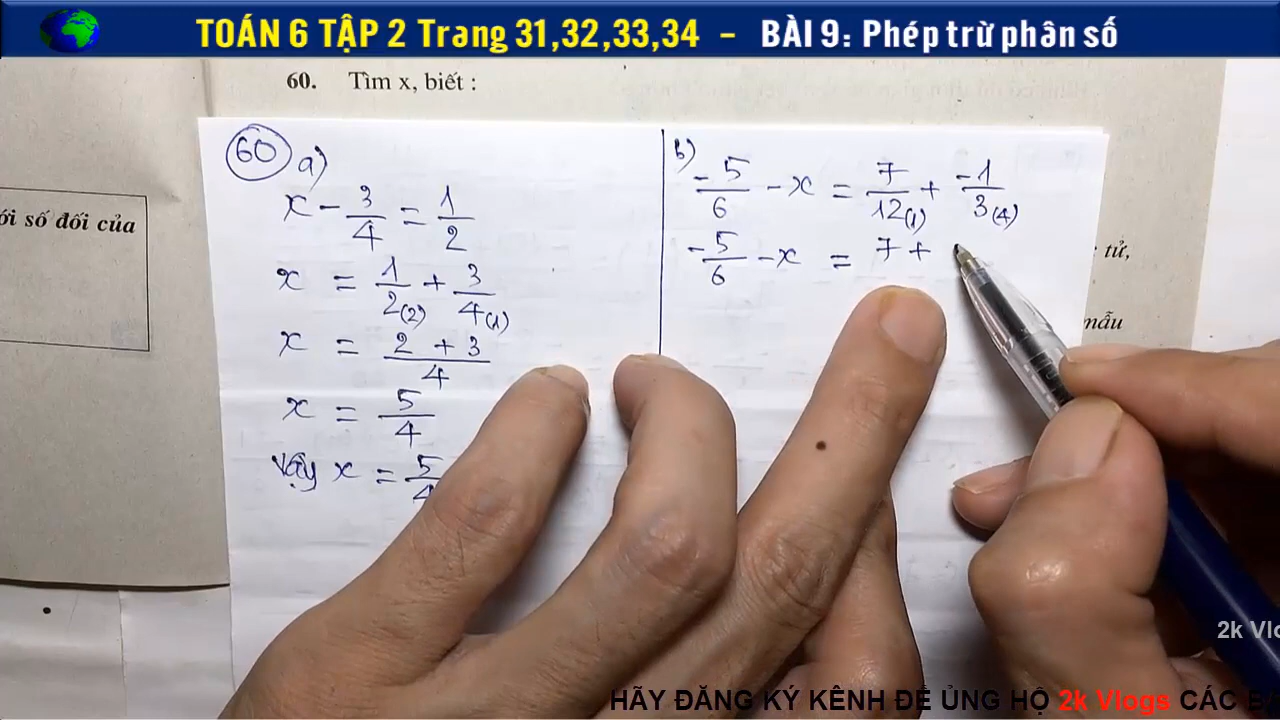 TOÁN 6 TẬP 2 Trang 31,32,33,34 – BÀI 9: Phép trừ phân số
60. Tìm x, biết :
ới số đối của
60 a)
x - 3/4 = 1/2
x = 1/2(2) + 3/4(1)
x = (2 + 3)/4
x = 5/4
Vậy x = 5/4
b)
-5/6 - x = 7/12(1) + -1/3(4)
-5/6 - x = 7 +
tử,
mẫu
2k Vlo
HÃY ĐĂNG KÝ KÊNH ĐỂ ỦNG HỘ 2k Vlogs CÁC BẠ